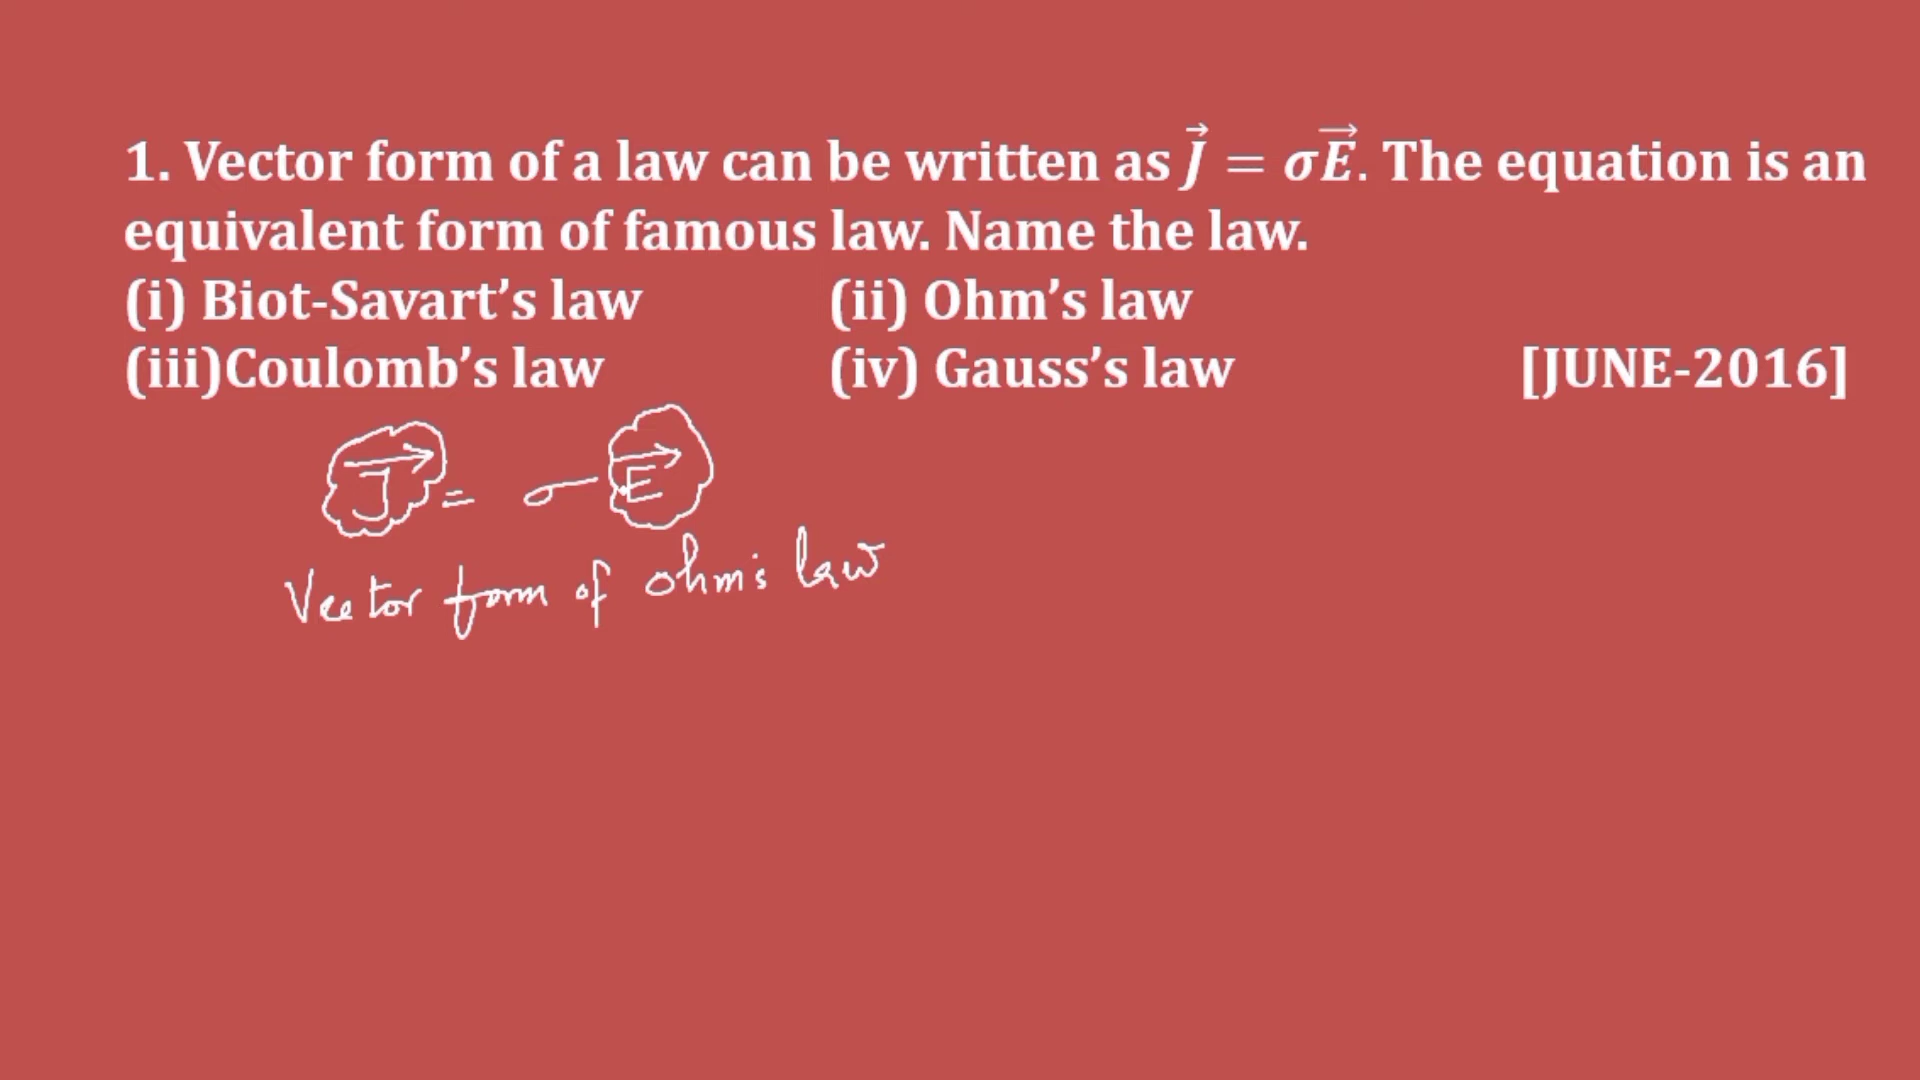 1. Vector form of a law can be written as J⃗ = σE⃗. The equation is an
equivalent form of famous law. Name the law.
(i) Biot-Savart’s law (ii) Ohm’s law
(iii)Coulomb’s law (iv) Gauss’s law [JUNE-2016]
J⃗ = σ E⃗
Vector form of ohm's law